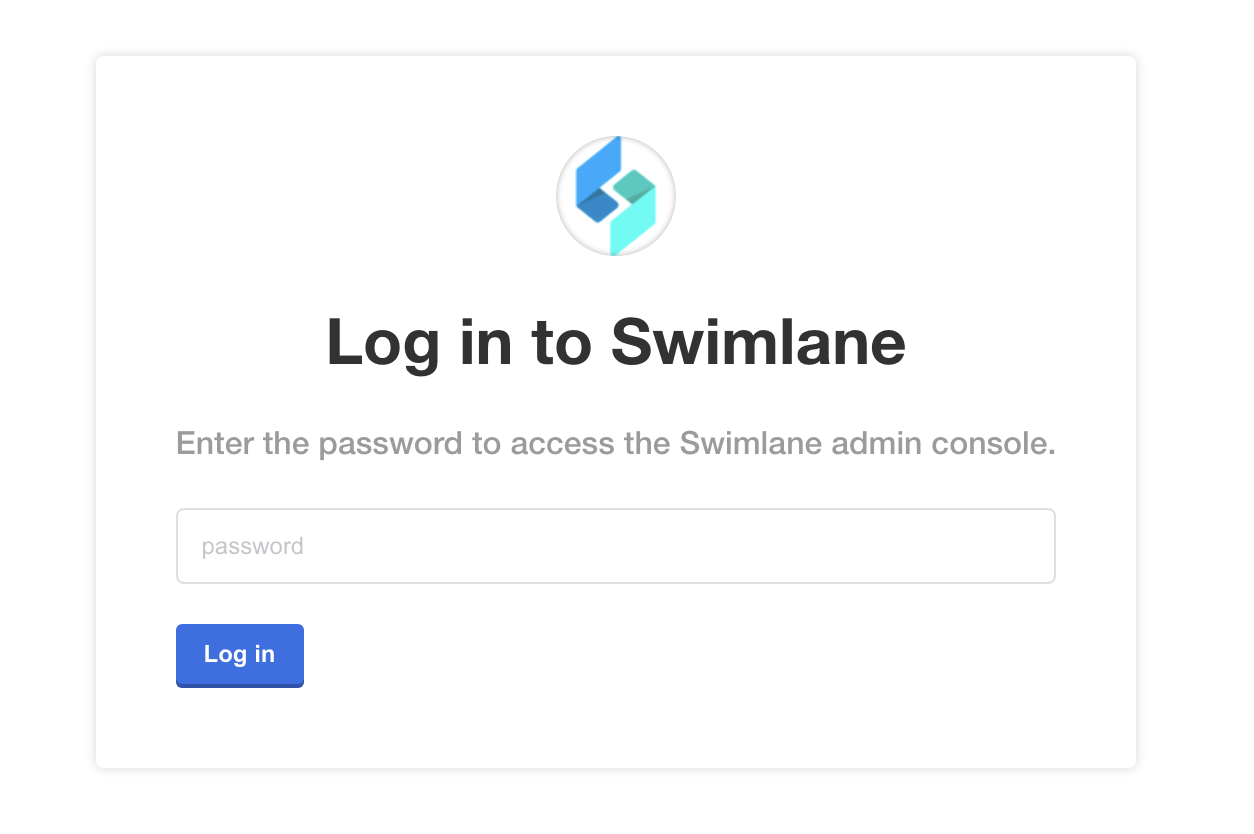 Log in to Swimlane
Enter the password to access the Swimlane admin console.
password
Log in